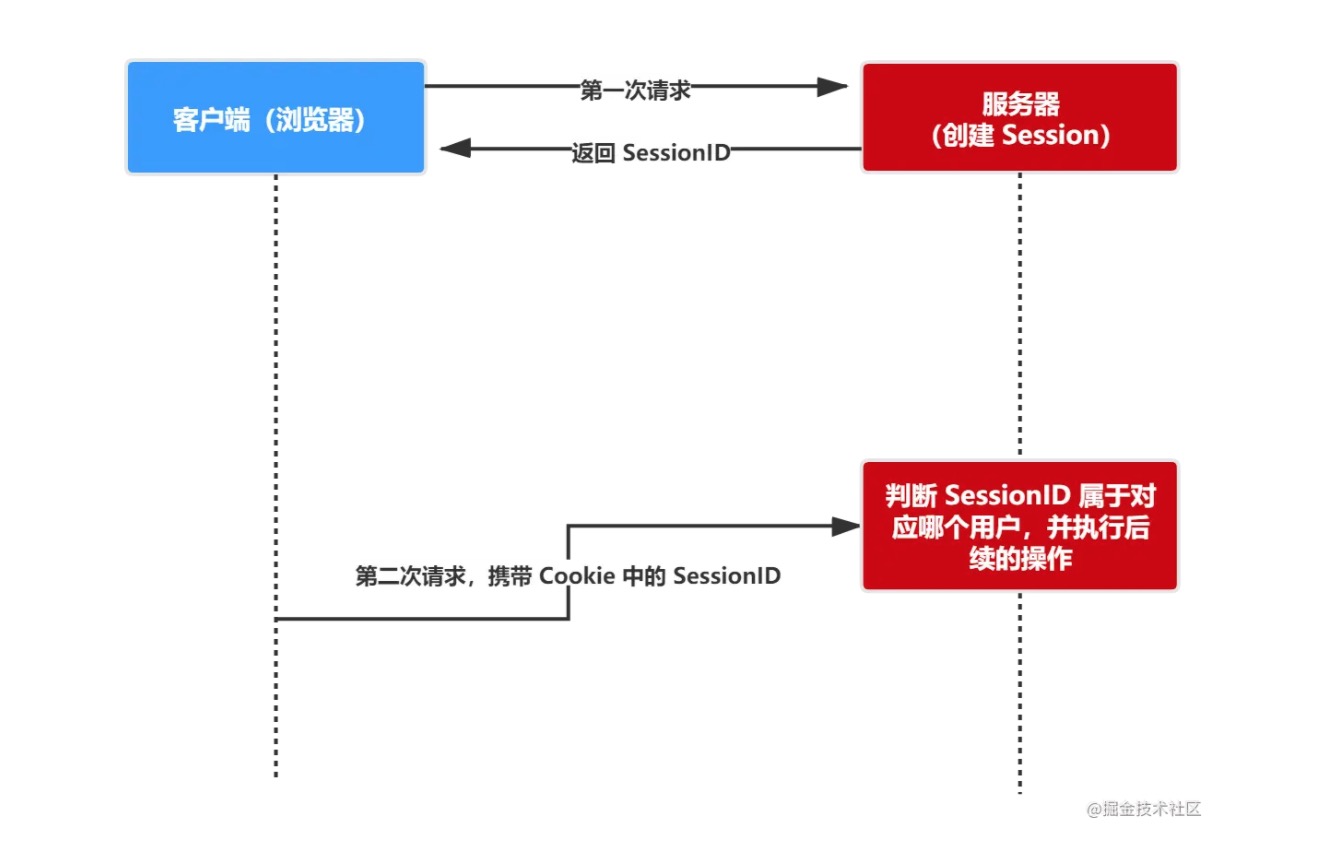 客户端（浏览器）
第一次请求
服务器
（创建 Session）
返回 SessionID
判断 SessionID 属于对
应哪个用户，并执行后
续的操作
第二次请求，携带 Cookie 中的 SessionID
@掘金技术社区